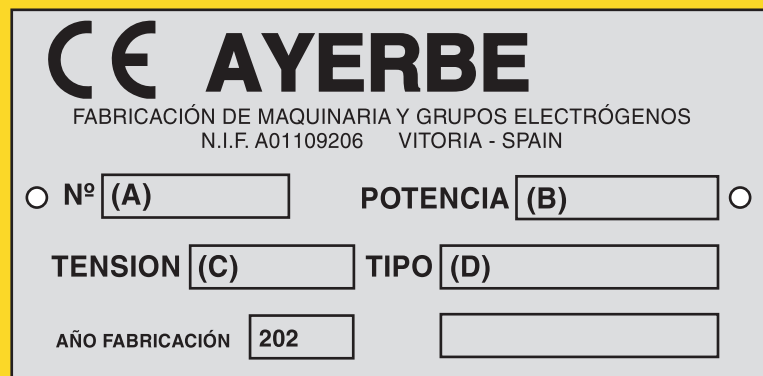 CE AYERBE
FABRICACIÓN DE MAQUINARIA Y GRUPOS ELECTRÓGENOS
N.I.F. A01109206 VITORIA - SPAIN
Nº (A) POTENCIA (B)
TENSION (C) TIPO (D)
AÑO FABRICACIÓN 202